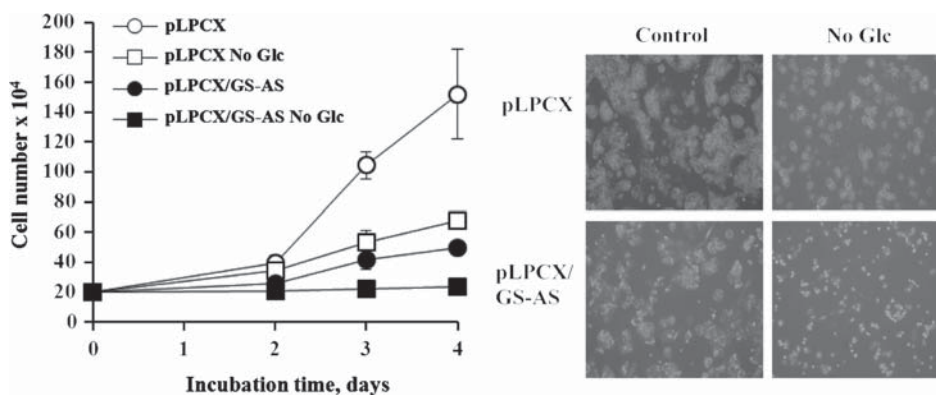 pLPCX
pLPCX No Glc
pLPCX/GS-AS
pLPCX/GS-AS No Glc
Cell number x 10⁴
200
180
160
140
120
100
80
60
40
20
0
0 1 2 3 4
Incubation time, days
Control No Glc
pLPCX
pLPCX/
GS-AS